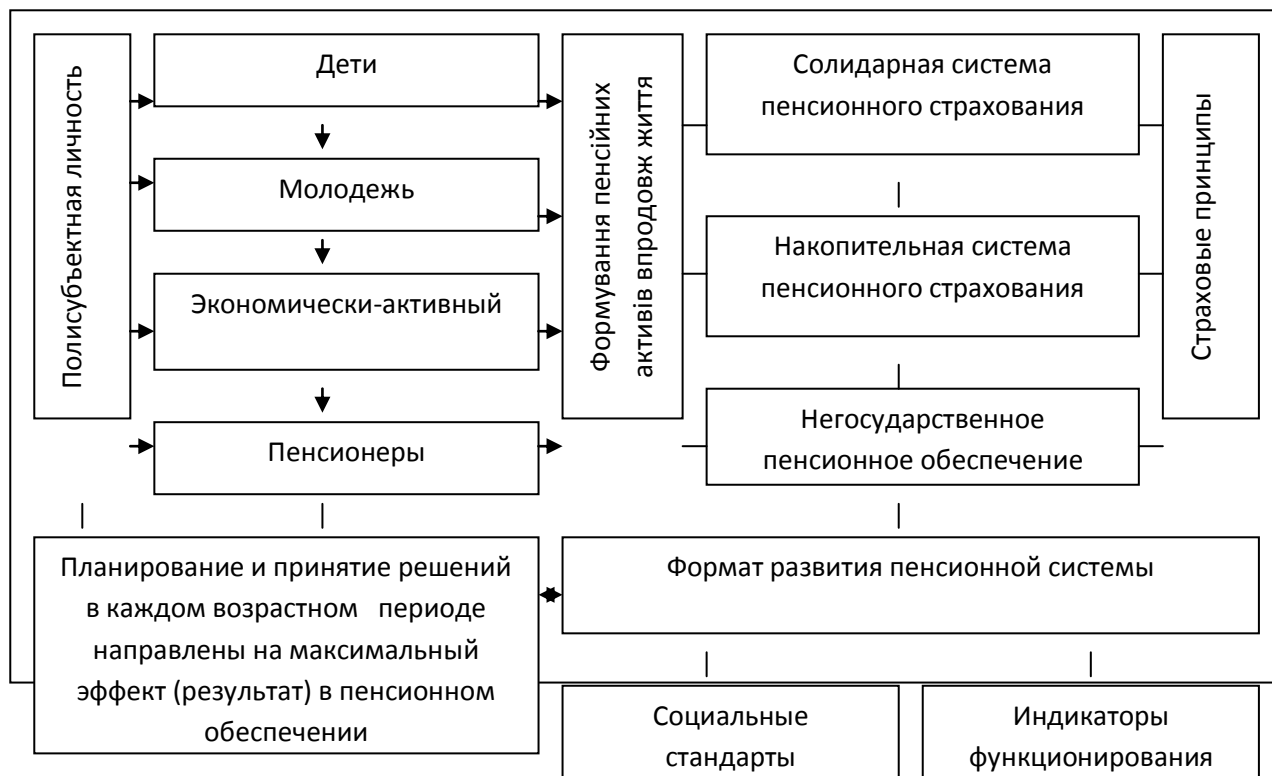 Полисубъектная личность
Дети
Молодежь
Экономически-активный
Пенсионеры
Формування пенсійних
активів впродовж життя
Солидарная система
пенсионного страхования
Накопительная система
пенсионного страхования
Негосударственное
пенсионное обеспечение
Страховые принципы
Планирование и принятие решений
в каждом возрастном периоде
направлены на максимальный
эффект (результат) в пенсионном
обеспечении
Формат развития пенсионной системы
Социальные
стандарты
Индикаторы
функционирования